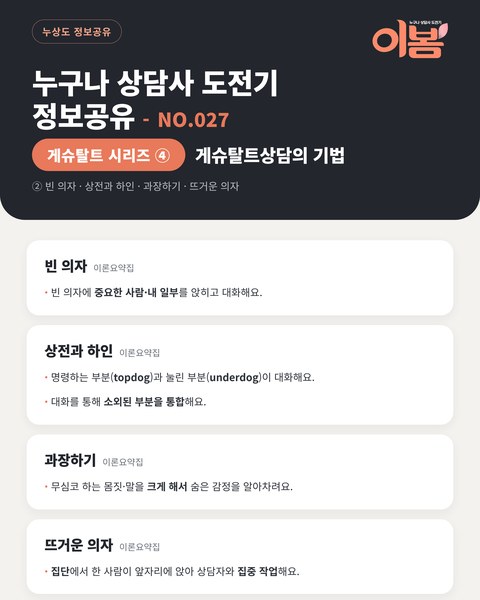 누상도 정보공유
누구나 상담사 도전기
이봄
누구나 상담사 도전기
정보공유 - NO.027
게슈탈트 시리즈 ④ 게슈탈트상담의 기법
② 빈 의자 · 상전과 하인 · 과장하기 · 뜨거운 의자
빈 의자 이론요약집
· 빈 의자에 중요한 사람·내 일부를 앉히고 대화해요.
상전과 하인 이론요약집
· 명령하는 부분(topdog)과 눌린 부분(underdog)이 대화해요.
· 대화를 통해 소외된 부분을 통합해요.
과장하기 이론요약집
· 무심코 하는 몸짓·말을 크게 해서 숨은 감정을 알아차려요.
뜨거운 의자 이론요약집
· 집단에서 한 사람이 앞자리에 앉아 상담자와 집중 작업해요.